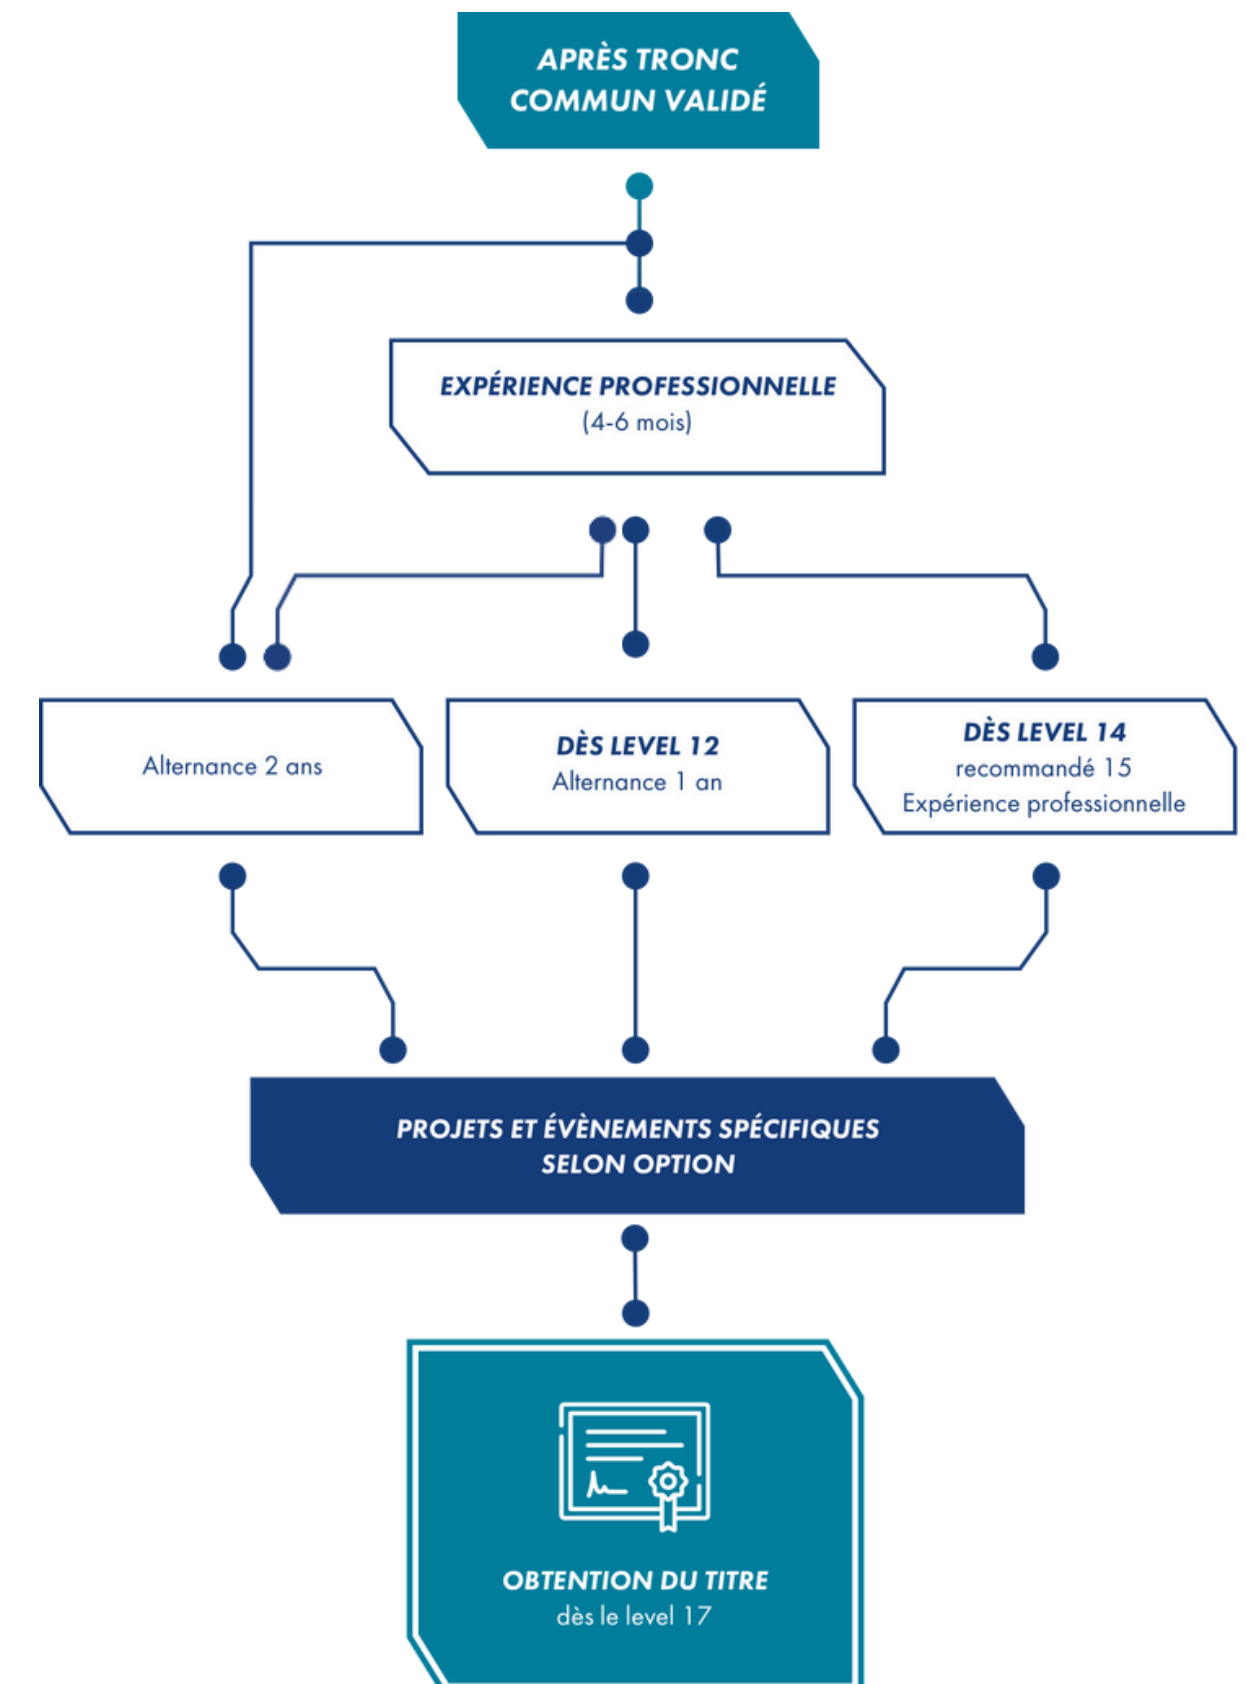 APRÈS TRONC
COMMUN VALIDÉ
EXPÉRIENCE PROFESSIONNELLE
(4-6 mois)
Alternance 2 ans
DÈS LEVEL 12
Alternance 1 an
DÈS LEVEL 14
recommandé 15
Expérience professionnelle
PROJETS ET ÉVÈNEMENTS SPÉCIFIQUES
SELON OPTION
OBTENTION DU TITRE
dès le level 17